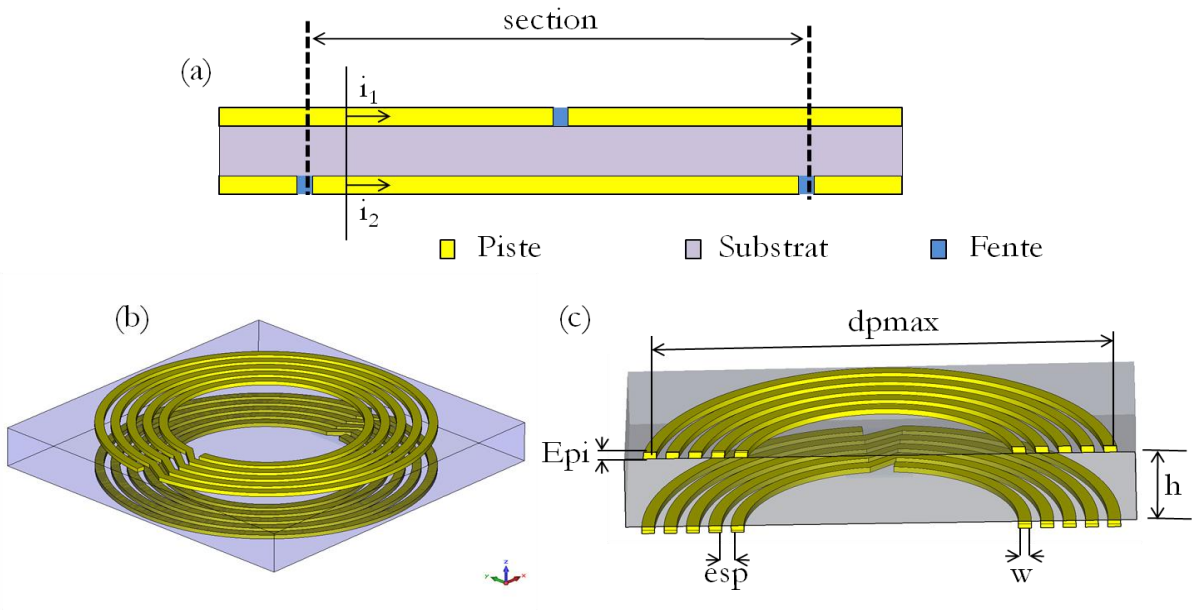 section
(a)
i1
i2
Piste Substrat Fente
(b)
z
y x
(c)
dpmax
Epi
h
esp w